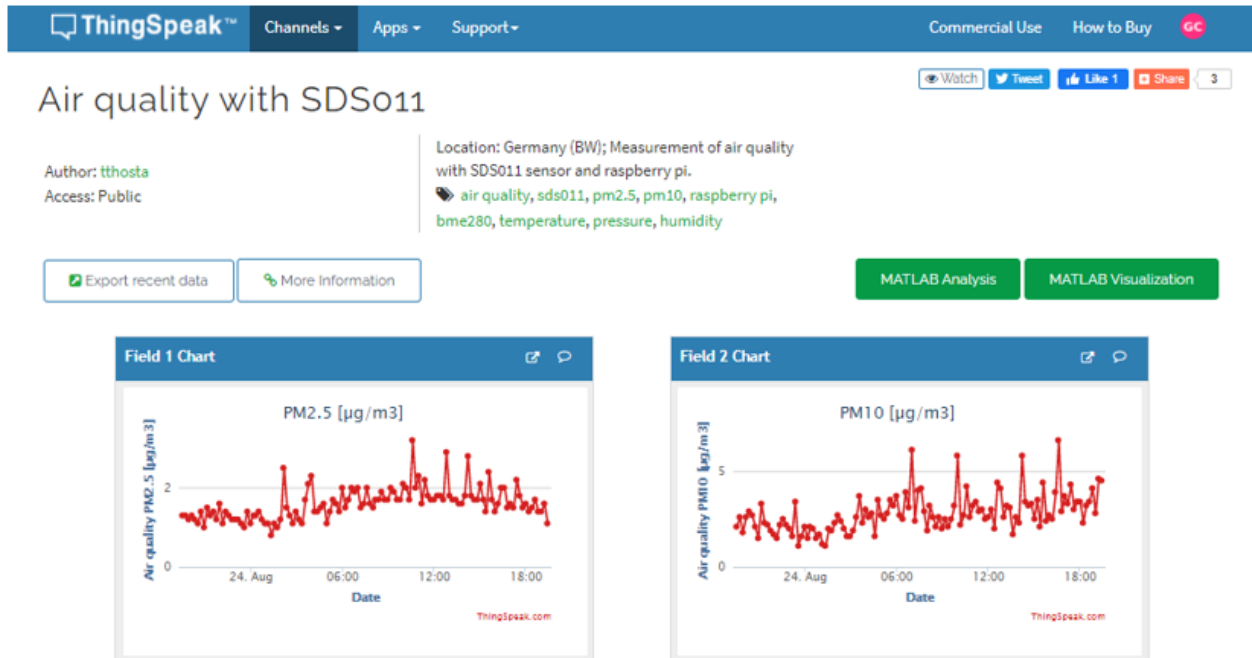 ThingSpeak™ Channels Apps Support Commercial Use How to Buy GC
Watch Tweet Like 1 Share 3
Air quality with SDS011
Author: tthosta
Access: Public
Location: Germany (BW); Measurement of air quality
with SDS011 sensor and raspberry pi.
air quality, sds011, pm2.5, pm10, raspberry pi,
bme280, temperature, pressure, humidity
Export recent data More Information MATLAB Analysis MATLAB Visualization
Field 1 Chart
PM2.5 [µg/m3]
Air quality PM2.5 [µg/m3]
2
0
24. Aug 06:00 12:00 18:00
Date
ThingSpeak.com
Field 2 Chart
PM10 [µg/m3]
Air quality PM10 [µg/m3]
5
0
24. Aug 06:00 12:00 18:00
Date
ThingSpeak.com